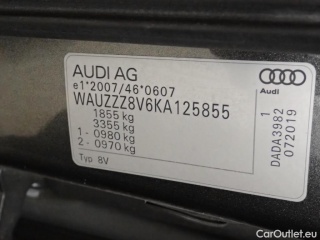 AUDI AG
e1*2007/46*0607
WAUZZZ8V6KA125855
1855 kg
3355 kg
1 - 0980 kg
2 - 0970 kg
Typ 8V
Audi
1
DADA3982
072019
© CarOutlet.eu